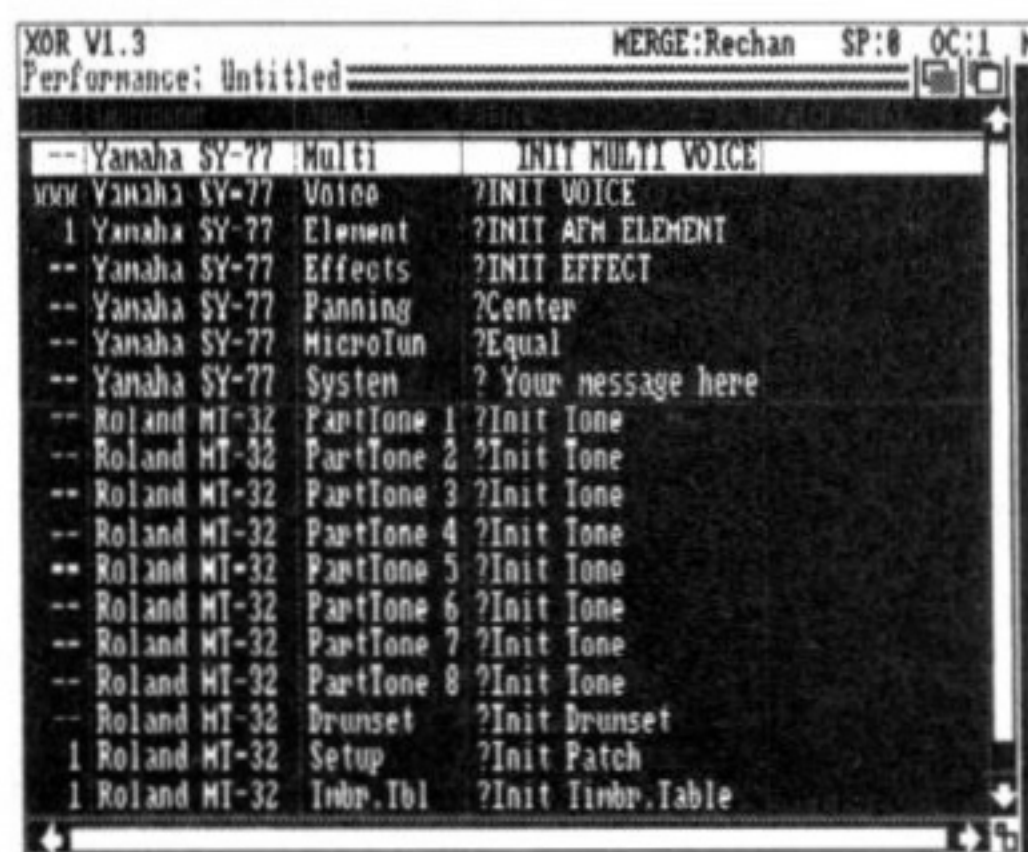 XOR V1.3 MERGE:Rechan SP:0 OC:1
Performance: Untitled
-- Yamaha SY-77 Multi INIT MULTI VOICE
Yamaha SY-77 Voice ?INIT VOICE
1 Yamaha SY-77 Element ?INIT AFM ELEMENT
-- Yamaha SY-77 Effects ?INIT EFFECT
-- Yamaha SY-77 Panning ?Center
-- Yamaha SY-77 MicroTun ?Equal
-- Yamaha SY-77 System ? Your message here
-- Roland MT-32 PartTone 1 ?Init Tone
-- Roland MT-32 PartTone 2 ?Init Tone
-- Roland MT-32 PartTone 3 ?Init Tone
-- Roland MT-32 PartTone 4 ?Init Tone
-- Roland MT-32 PartTone 5 ?Init Tone
-- Roland MT-32 PartTone 6 ?Init Tone
-- Roland MT-32 PartTone 7 ?Init Tone
-- Roland MT-32 PartTone 8 ?Init Tone
-- Roland MT-32 Drumset ?Init Drumset
1 Roland MT-32 Setup ?Init Patch
1 Roland MT-32 Timbr.Tbl ?Init Timbr.Table